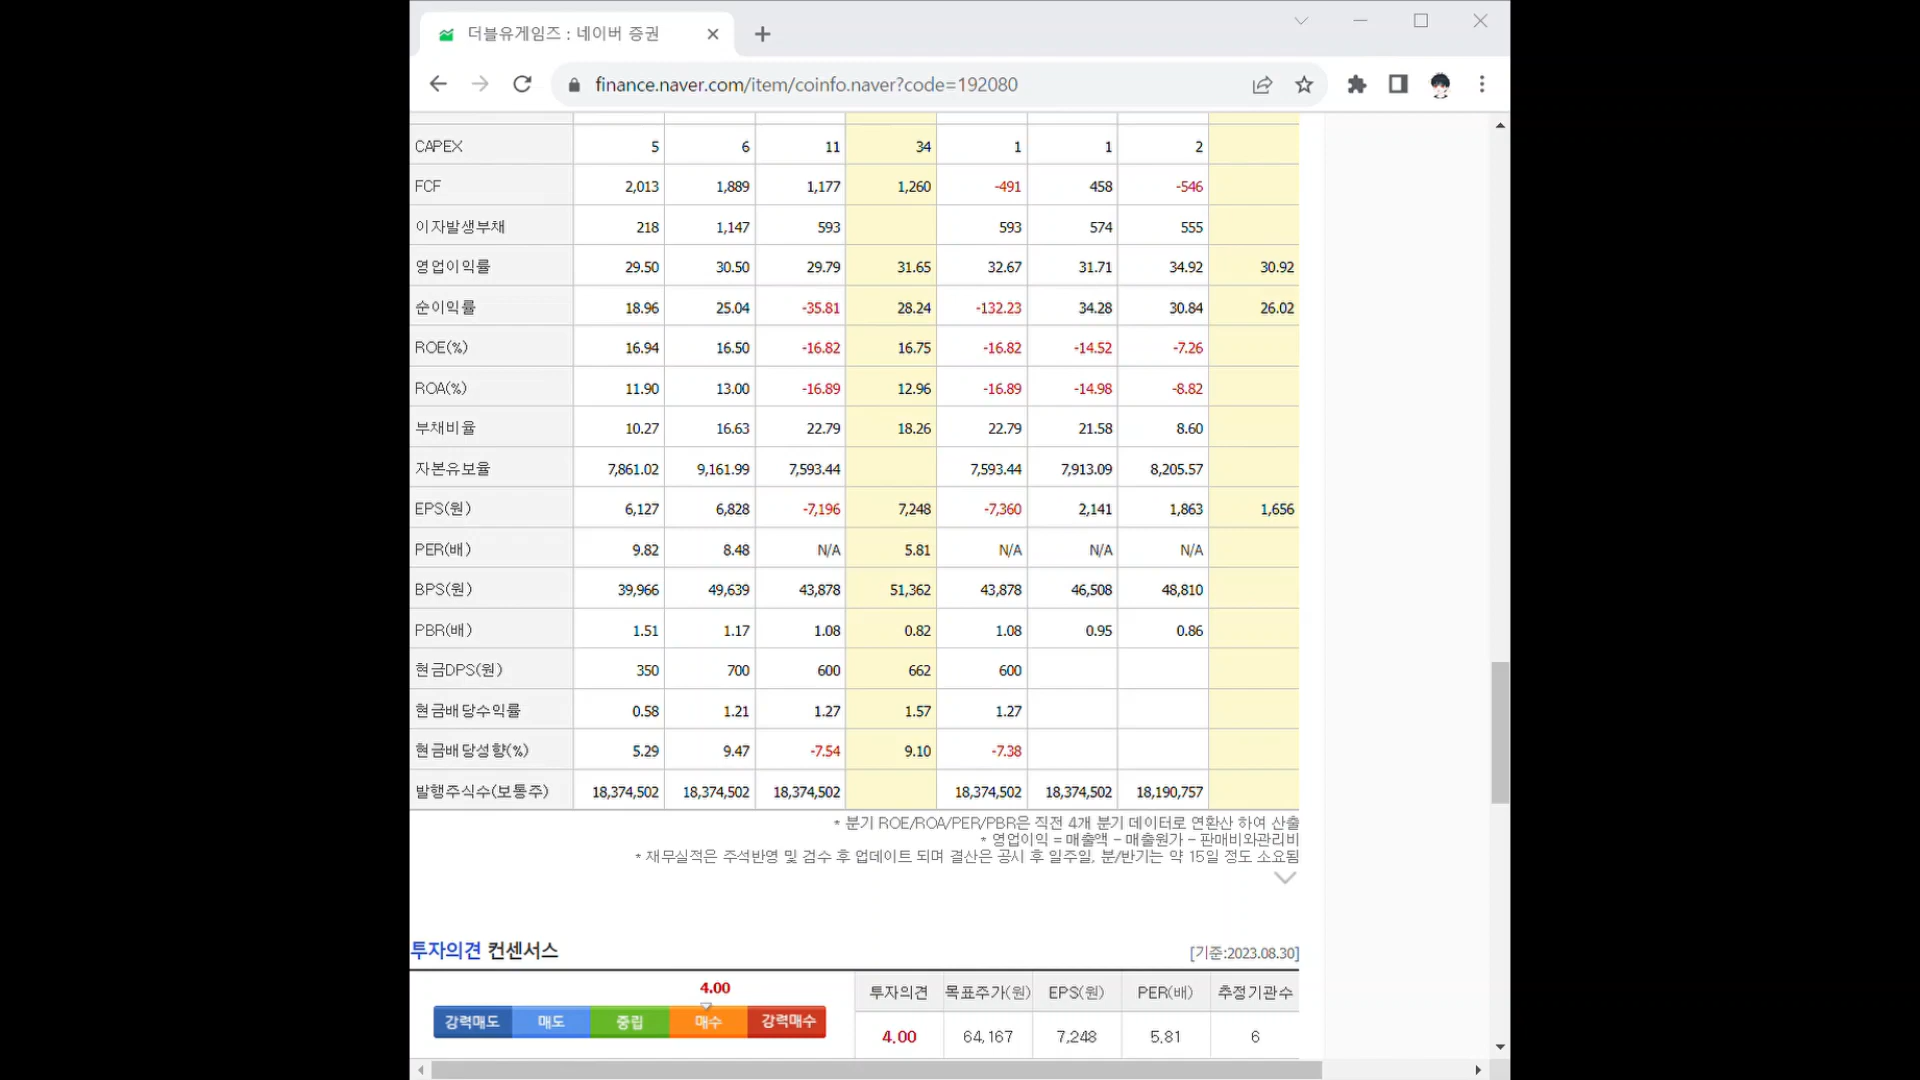 더블유게임즈 : 네이버 증권
finance.naver.com/item/coinfo.naver?code=192080
CAPEX 5 6 11 34 1 1 2
FCF 2,013 1,889 1,177 1,260 -491 458 -546
이자발생부채 218 1,147 593 593 574 555
영업이익률 29.50 30.50 29.79 31.65 32.67 31.71 34.92 30.92
순이익률 18.96 25.04 -35.81 28.24 -132.23 34.28 30.84 26.02
ROE(%) 16.94 16.50 -16.82 16.75 -16.82 -14.52 -7.26
ROA(%) 11.90 13.00 -16.89 12.96 -16.89 -14.98 -8.82
부채비율 10.27 16.63 22.79 18.26 22.79 21.58 8.60
자본유보율 7,861.02 9,161.99 7,593.44 7,593.44 7,913.09 8,205.57
EPS(원) 6,127 6,828 -7,196 7,248 -7,360 2,141 1,863 1,656
PER(배) 9.82 8.48 N/A 5.81 N/A N/A N/A
BPS(원) 39,966 49,639 43,878 51,362 43,878 46,508 48,810
PBR(배) 1.51 1.17 1.08 0.82 1.08 0.95 0.86
현금DPS(원) 350 700 600 662 600
현금배당수익률 0.58 1.21 1.27 1.57 1.27
현금배당성향(%) 5.29 9.47 -7.54 9.10 -7.38
발행주식수(보통주) 18,374,502 18,374,502 18,374,502 18,374,502 18,374,502 18,190,757
* 분기 ROE/ROA/PER/PBR은 직전 4개 분기 데이터로 연환산 하여 산출
* 영업이익 = 매출액 - 매출원가 - 판매비와관리비
* 재무실적은 주석반영 및 검수 후 업데이트 되며 결산은 공시 후 일주일, 분/반기는 약 15일 정도 소요됨
투자의견 컨센서스 [기준:2023.08.30]
4.00
강력매도 매도 중립 매수 강력매수
투자의견 목표주가(원) EPS(원) PER(배) 추정기관수
4.00 64,167 7,248 5.81 6